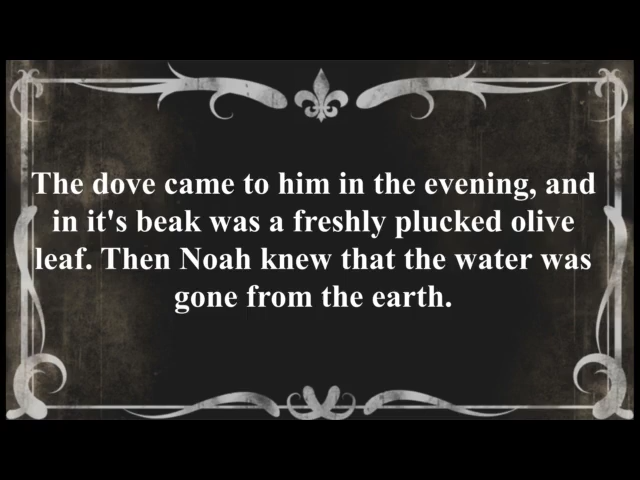 The dove came to him in the evening, and
in it's beak was a freshly plucked olive
leaf. Then Noah knew that the water was
gone from the earth.